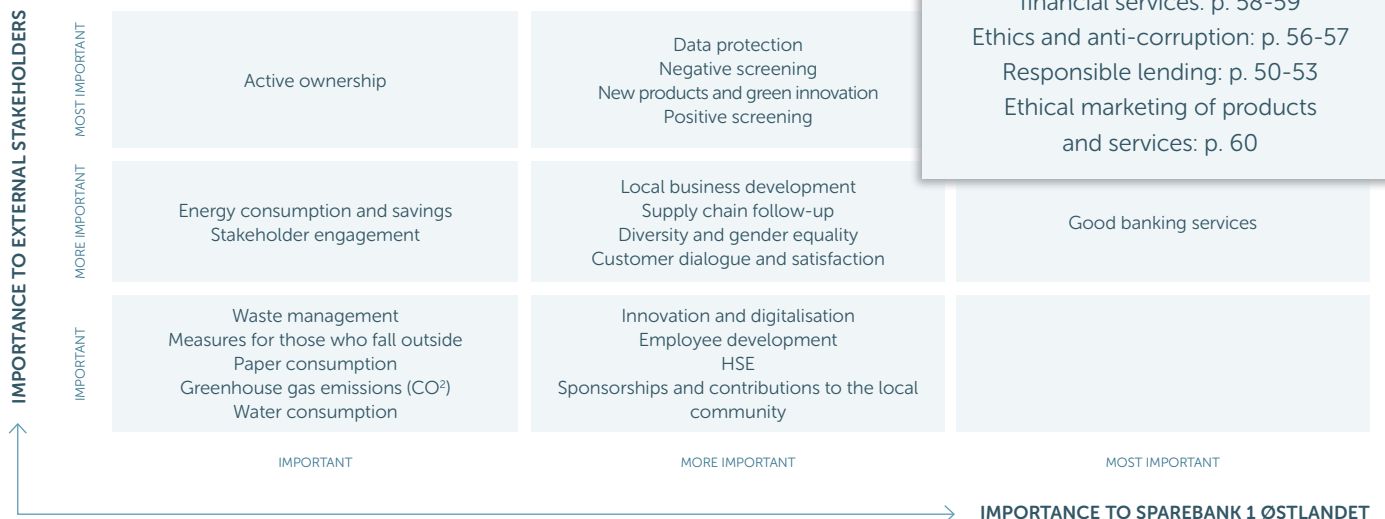 financial services: p. 58-59
Ethics and anti-corruption: p. 56-57
Responsible lending: p. 50-53
Ethical marketing of products
and services: p. 60
IMPORTANCE TO EXTERNAL STAKEHOLDERS
MOST IMPORTANT
Active ownership
Data protection
Negative screening
New products and green innovation
Positive screening
MORE IMPORTANT
Energy consumption and savings
Stakeholder engagement
Local business development
Supply chain follow-up
Diversity and gender equality
Customer dialogue and satisfaction
Good banking services
IMPORTANT
Waste management
Measures for those who fall outside
Paper consumption
Greenhouse gas emissions (CO²)
Water consumption
Innovation and digitalisation
Employee development
HSE
Sponsorships and contributions to the local
community
IMPORTANT
MORE IMPORTANT
MOST IMPORTANT
IMPORTANCE TO SPAREBANK 1 ØSTLANDET